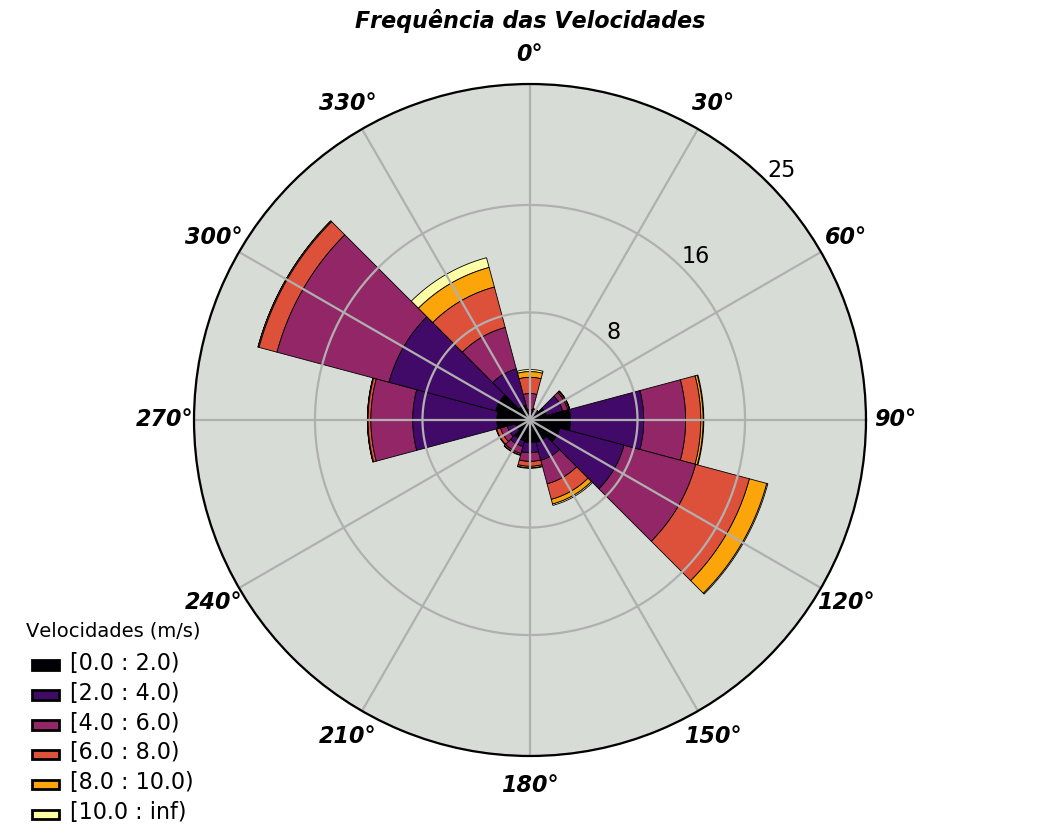 Frequência das Velocidades
0°
330°
30°
25
300°
60°
16
8
270°
90°
240°
120°
210°
150°
180°
Velocidades (m/s)
[0.0 : 2.0)
[2.0 : 4.0)
[4.0 : 6.0)
[6.0 : 8.0)
[8.0 : 10.0)
[10.0 : inf)